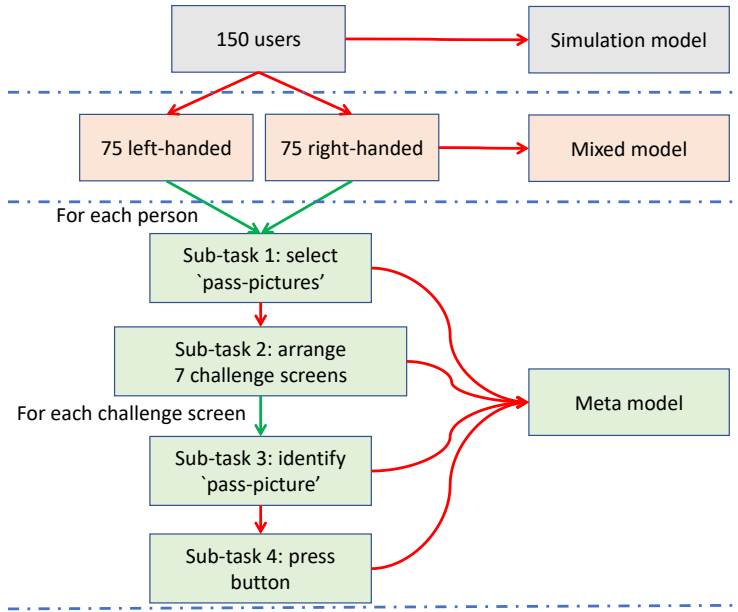 150 users
Simulation model
75 left-handed
75 right-handed
Mixed model
For each person
Sub-task 1: select
`pass-pictures’
Sub-task 2: arrange
7 challenge screens
Meta model
For each challenge screen
Sub-task 3: identify
`pass-picture’
Sub-task 4: press
button